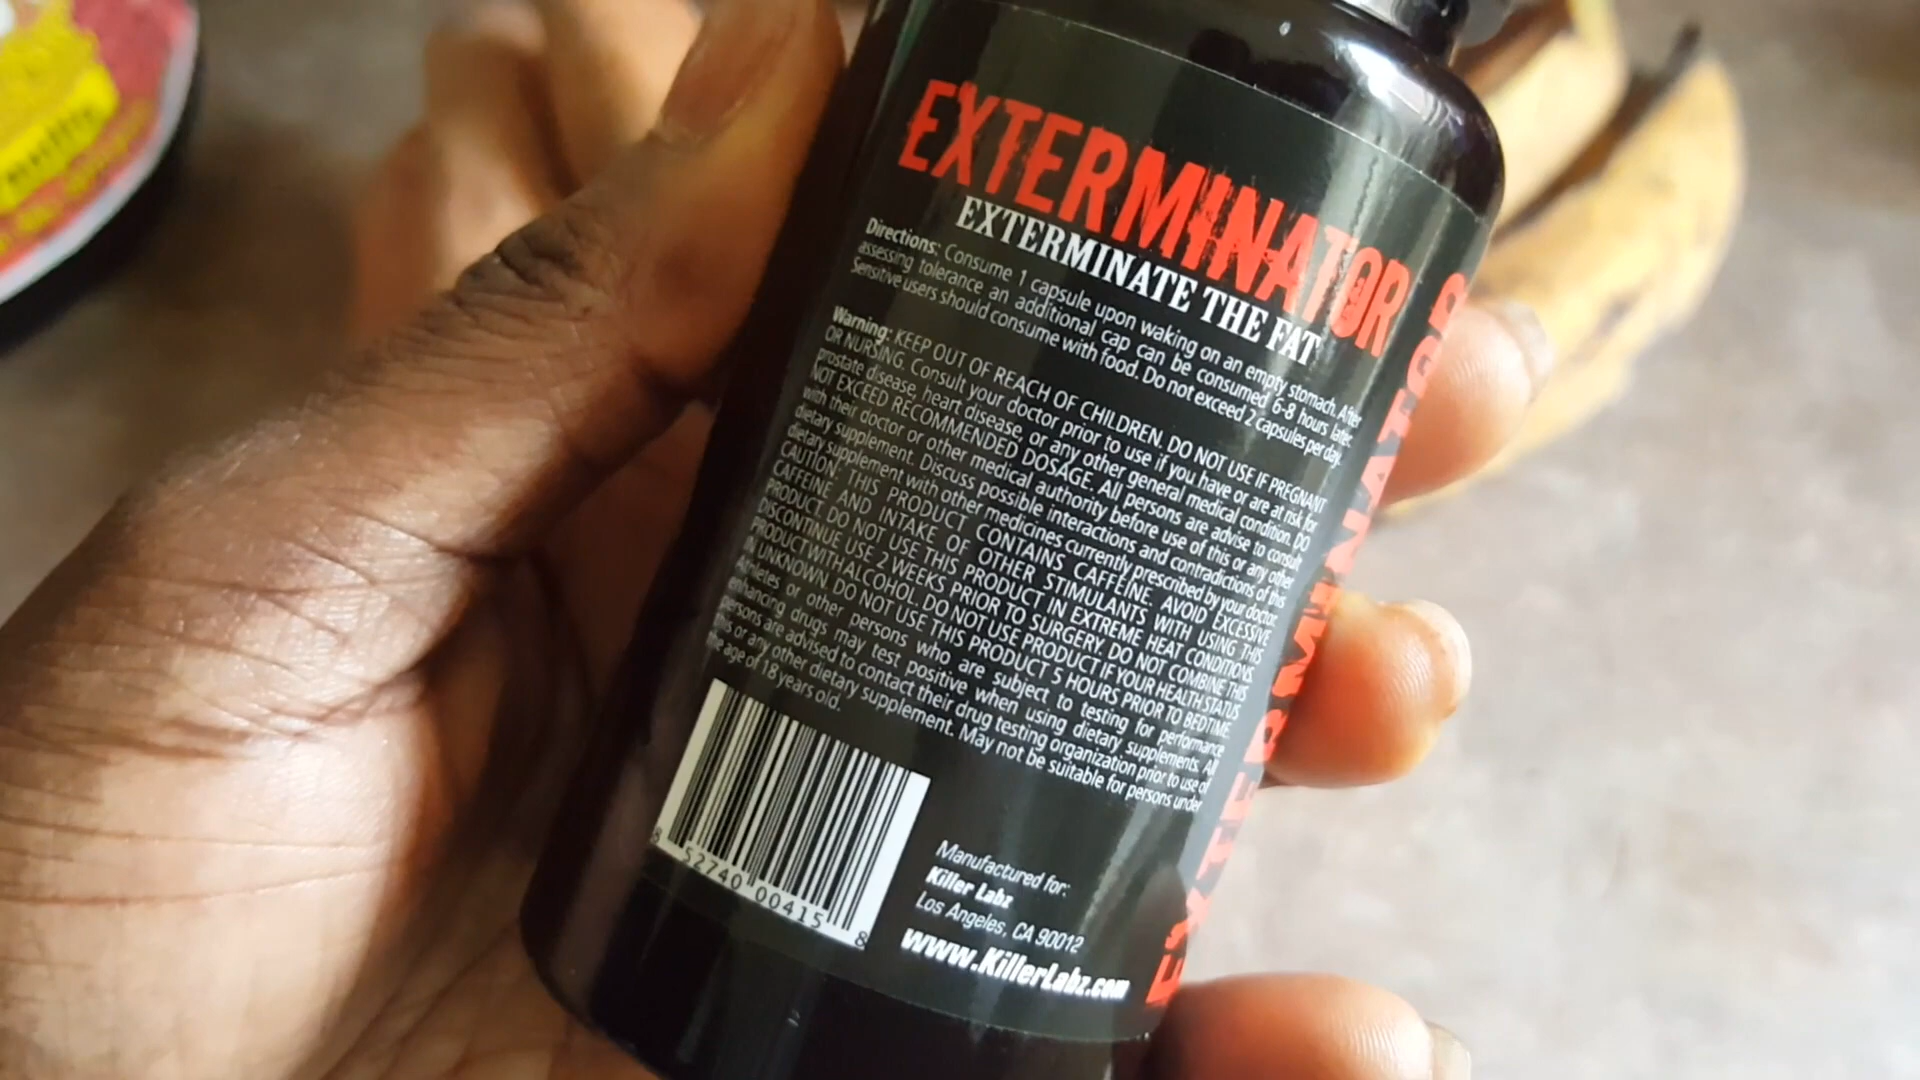 EXTERMINATOR
EXTERMINATE THE FAT
Directions: Consume 1 capsule upon waking on an empty stomach. After
assessing tolerance an additional cap can be consumed 6-8 hours later.
Sensitive users should consume with food. Do not exceed 2 capsules per day.
Warning: KEEP OUT OF REACH OF CHILDREN. DO NOT USE IF PREGNANT
OR NURSING. Consult your doctor prior to use if you have or are at risk for
prostate disease, heart disease, or any other general medical condition. DO
NOT EXCEED RECOMMENDED DOSAGE. All persons are advise to consult
with their doctor or other medical authority before use of this or any other
dietary supplement. Discuss possible interactions and contradictions of this
dietary supplement with other medicines currently prescribed by your doctor.
CAUTION: THIS PRODUCT CONTAINS CAFFEINE. AVOID EXCESSIVE
CAFFEINE AND INTAKE OF OTHER STIMULANTS WITH USING THIS
PRODUCT. DO NOT USE THIS PRODUCT IN EXTREME HEAT CONDITIONS.
DISCONTINUE USE 2 WEEKS PRIOR TO SURGERY. DO NOT COMBINE THIS
PRODUCT WITH ALCOHOL. DO NOT USE PRODUCT IF YOUR HEALTH STATUS
IN UNKNOWN. DO NOT USE THIS PRODUCT 5 HOURS PRIOR TO BEDTIME.
Athletes or other persons who are subject to testing for performance
enhancing drugs may test positive when using dietary supplements. All
persons are advised to contact their drug testing organization prior to use of
this or any other dietary supplement. May not be suitable for persons under
the age of 18 years old.
8 52740 00415 8
Manufactured for:
Killer Labz
Los Angeles, CA 90012
www.KillerLabz.com
EXTERMINATOR